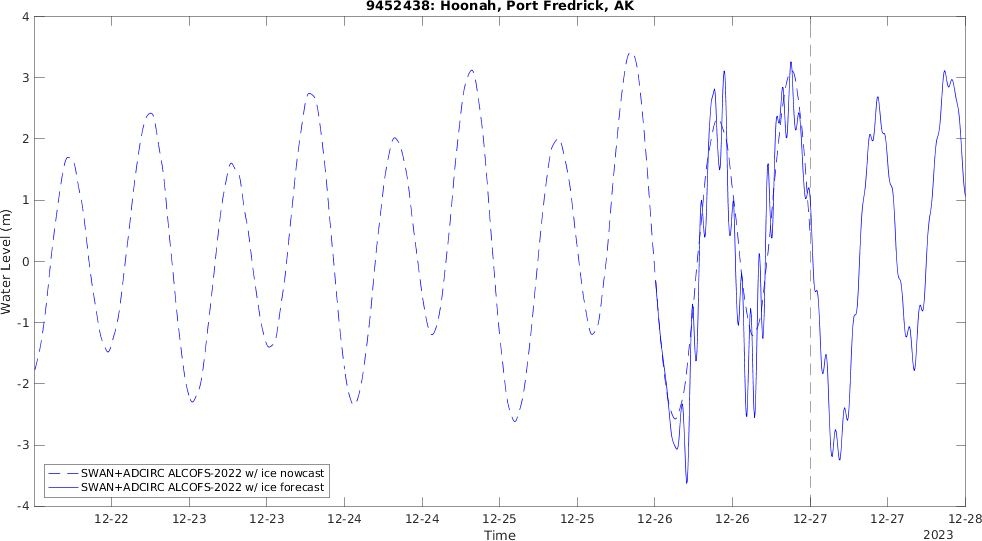 9452438: Hoonah, Port Fredrick, AK
4
3
2
1
0
-1
-2
-3
-4
Water Level (m)
SWAN+ADCIRC ALCOFS-2022 w/ ice nowcast
SWAN+ADCIRC ALCOFS-2022 w/ ice forecast
12-22 12-23 12-23 12-24 12-24 12-25 12-25 12-26 12-26 12-27 12-27 12-28
Time
2023